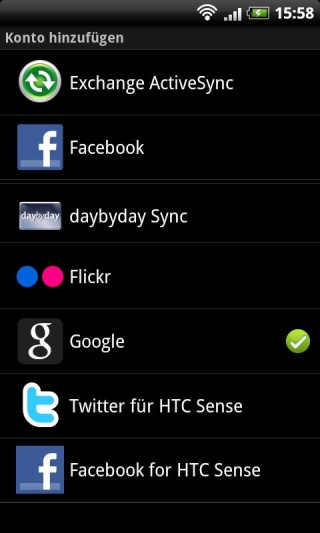 15:58
Konto hinzufügen
Exchange ActiveSync
f Facebook
daybyday daybyday Sync
Flickr
g Google
t Twitter für HTC Sense
f Facebook for HTC Sense